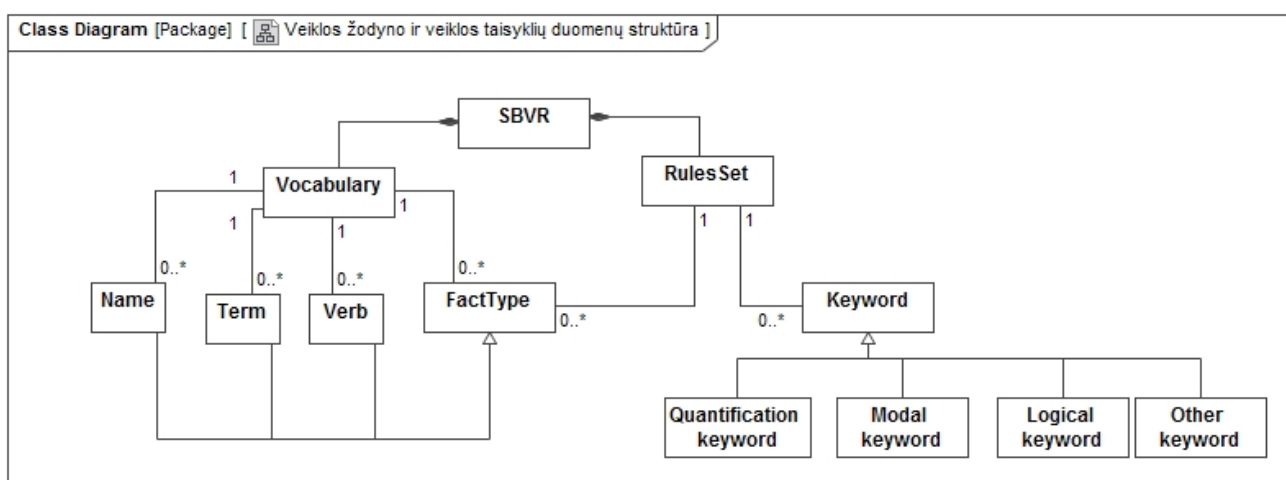 Class Diagram [Package] [ Veiklos žodyno ir veiklos taisyklių duomenų struktūra ]
SBVR
Vocabulary
RulesSet
1
1
1
1
1
1
0..*
0..*
0..*
0..*
0..*
0..*
Name
Term
Verb
FactType
Keyword
Quantification
keyword
Modal
keyword
Logical
keyword
Other
keyword